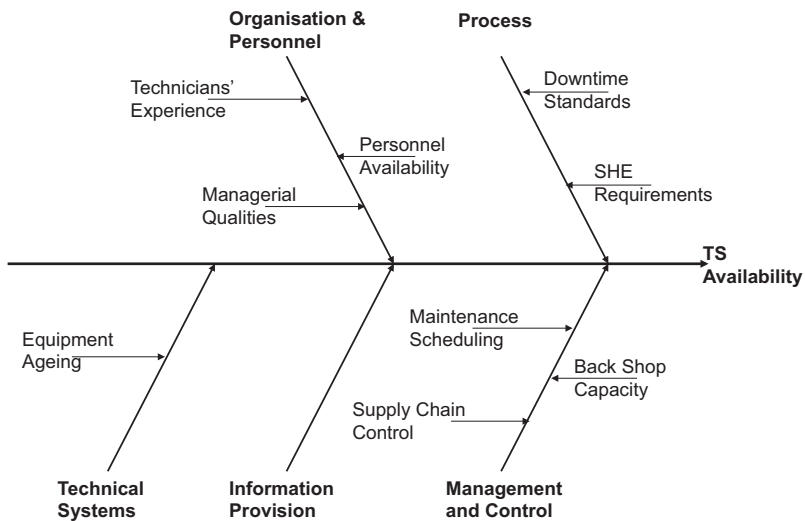 Organisation &
Personnel
Process
Technicians'
Experience
Downtime
Standards
Personnel
Availability
SHE
Requirements
Managerial
Qualities
TS
Availability
Equipment
Ageing
Maintenance
Scheduling
Back Shop
Capacity
Supply Chain
Control
Technical
Systems
Information
Provision
Management
and Control